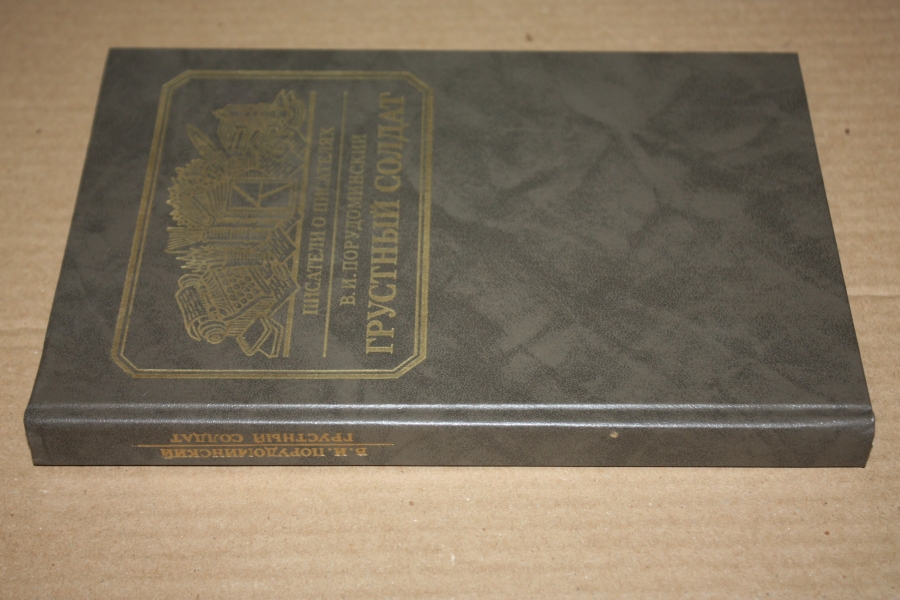 ПИСАТЕЛИ О ПИСАТЕЛЯХ
В. И. ПОРУДОМИНСКИЙ
ГРУСТНЫЙ СОЛДАТ
В. И. ПОРУДОМИНСКИЙ
ГРУСТНЫЙ СОЛДАТ